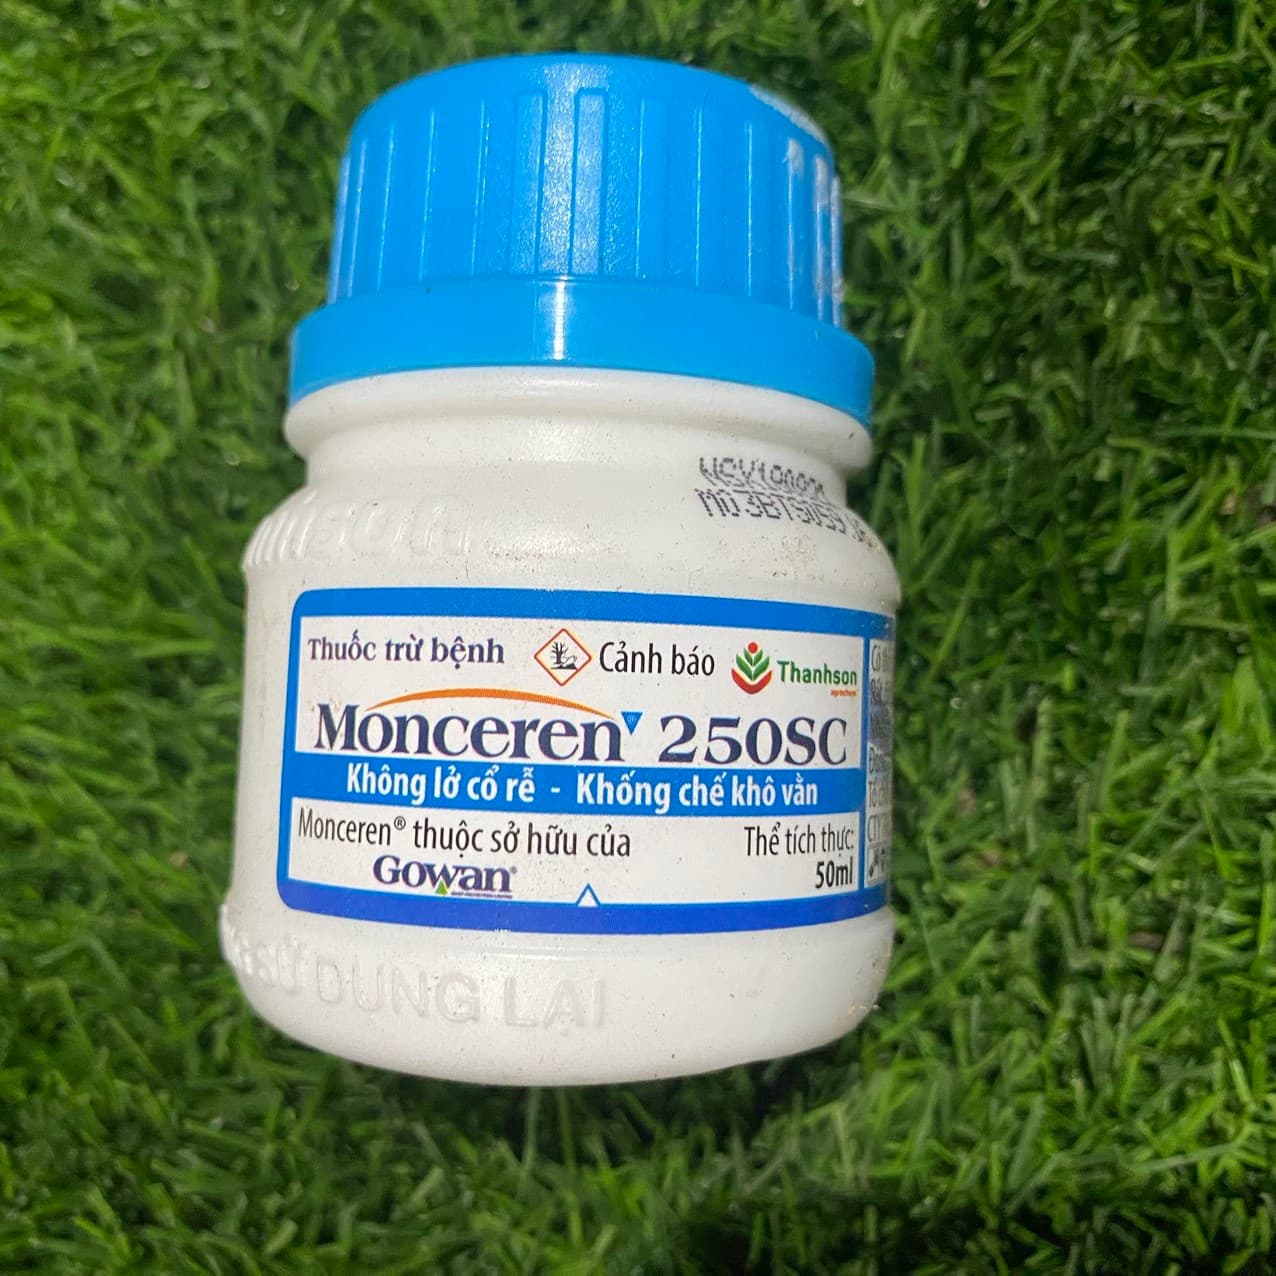 Thuốc trừ bệnh
Cảnh báo
Thanhson
agrochem
Monceren® 250SC
Không lở cổ rễ - Khống chế khô vằn
Monceren® thuộc sở hữu của
Gowan®
Thể tích thực:
50ml
SỬ DỤNG LẠI